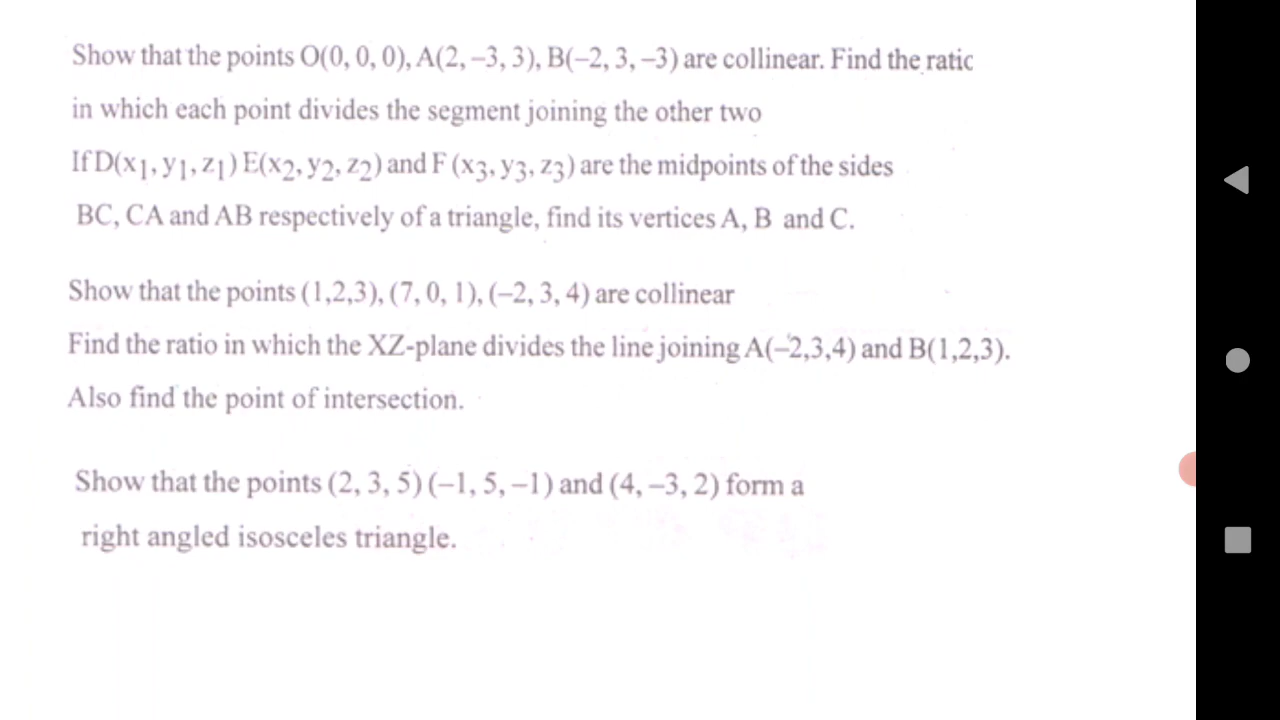 Show that the points O(0, 0, 0), A(2, –3, 3), B(–2, 3, –3) are collinear. Find the ratic
in which each point divides the segment joining the other two
If D(x₁, y₁, z₁) E(x₂, y₂, z₂) and F (x₃, y₃, z₃) are the midpoints of the sides
BC, CA and AB respectively of a triangle, find its vertices A, B and C.
Show that the points (1,2,3), (7, 0, 1), (–2, 3, 4) are collinear
Find the ratio in which the XZ-plane divides the line joining A(–2,3,4) and B(1,2,3).
Also find the point of intersection.
Show that the points (2, 3, 5) (–1, 5, –1) and (4, –3, 2) form a
right angled isosceles triangle.